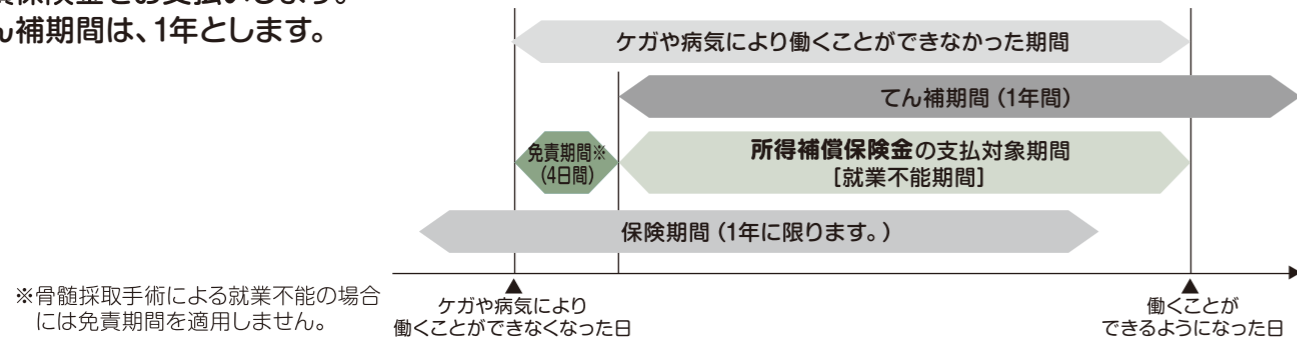 償保険金をお支払いします。
補期間は、1年とします。
ケガや病気により働くことができなかった期間
てん補期間（1年間）
免責期間※
（4日間）
所得補償保険金の支払対象期間
［就業不能期間］
保険期間（1年に限ります。）
※骨髄採取手術による就業不能の場合
には免責期間を適用しません。
ケガや病気により
働くことができなくなった日
働くことが
できるようになった日